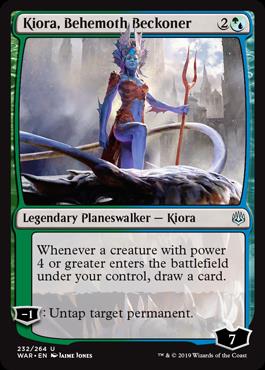 Kiora, Behemoth Beckoner 2
Legendary Planeswalker — Kiora
Whenever a creature with power
4 or greater enters the battlefield
under your control, draw a card.
-1 : Untap target permanent.
7
232/264 U
WAR • EN Jaime Jones
™ & © 2019 Wizards of the Coast